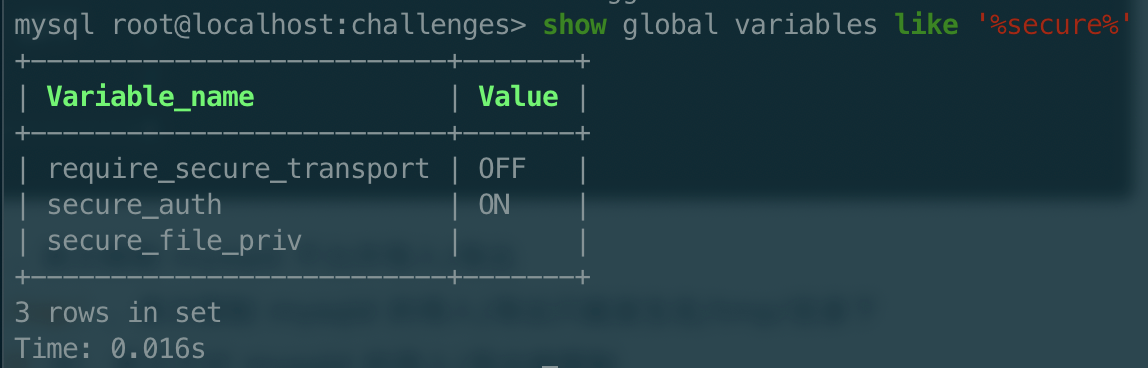 mysql root@localhost:challenges> show global variables like '%secure%'
+-------------------------+-------+
| Variable_name | Value |
+-------------------------+-------+
| require_secure_transport | OFF |
| secure_auth | ON |
| secure_file_priv | |
+-------------------------+-------+
3 rows in set
Time: 0.016s